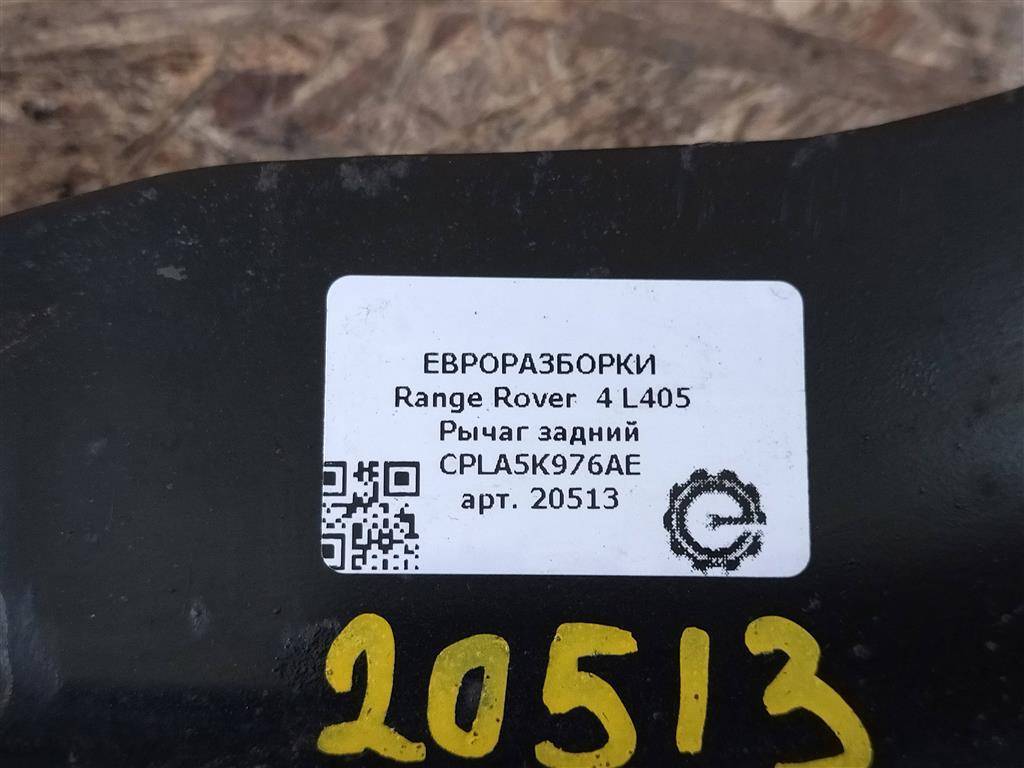 ЕВРОРАЗБОРКИ
Range Rover 4 L405
Рычаг задний
CPLA5K976AE
арт. 20513
20513